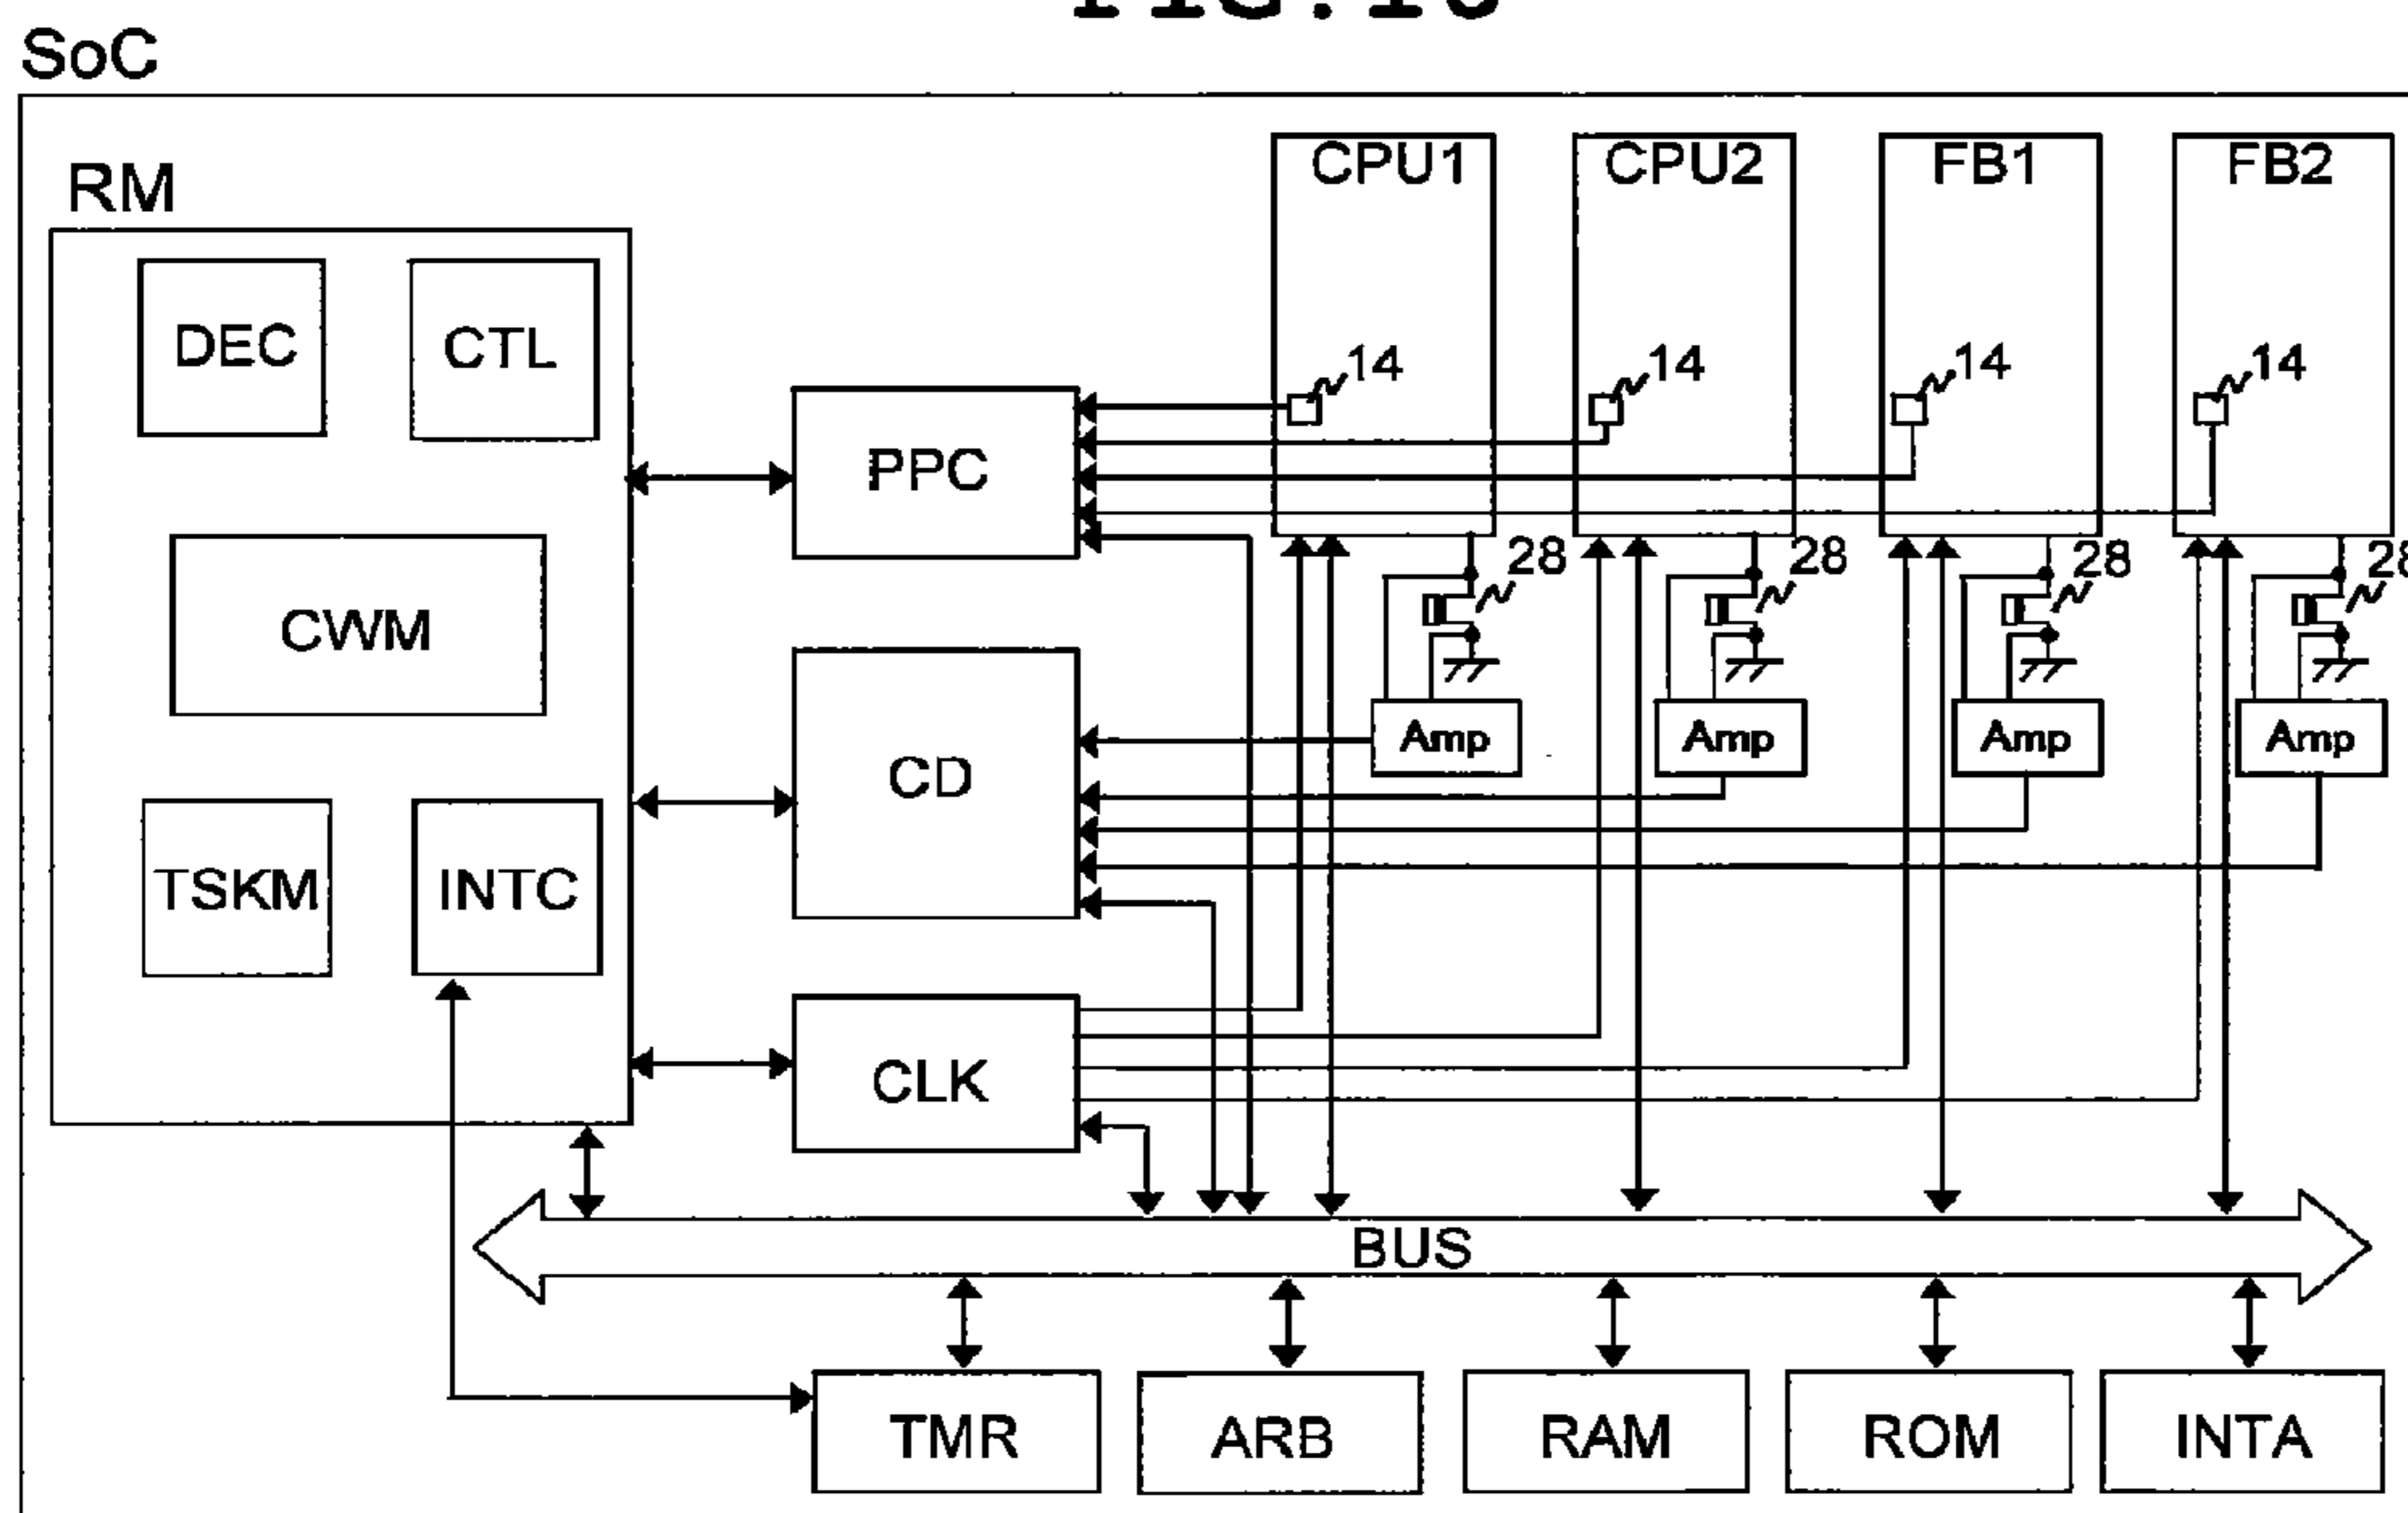 SoC
RM
DEC
CTL
CWM
TSKM
INTC
PPC
CD
CLK
CPU1
CPU2
FB1
FB2
14
14
14
14
28
28
28
28
Amp
Amp
Amp
Amp
BUS
TMR
ARB
RAM
ROM
INTA